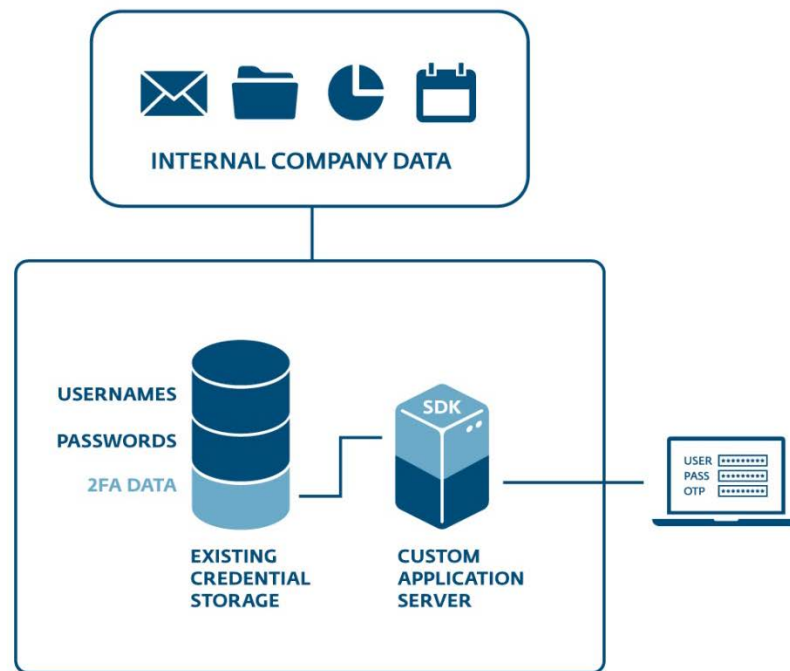 INTERNAL COMPANY DATA
USERNAMES
PASSWORDS
2FA DATA
SDK
USER
PASS
OTP
EXISTING
CREDENTIAL
STORAGE
CUSTOM
APPLICATION
SERVER